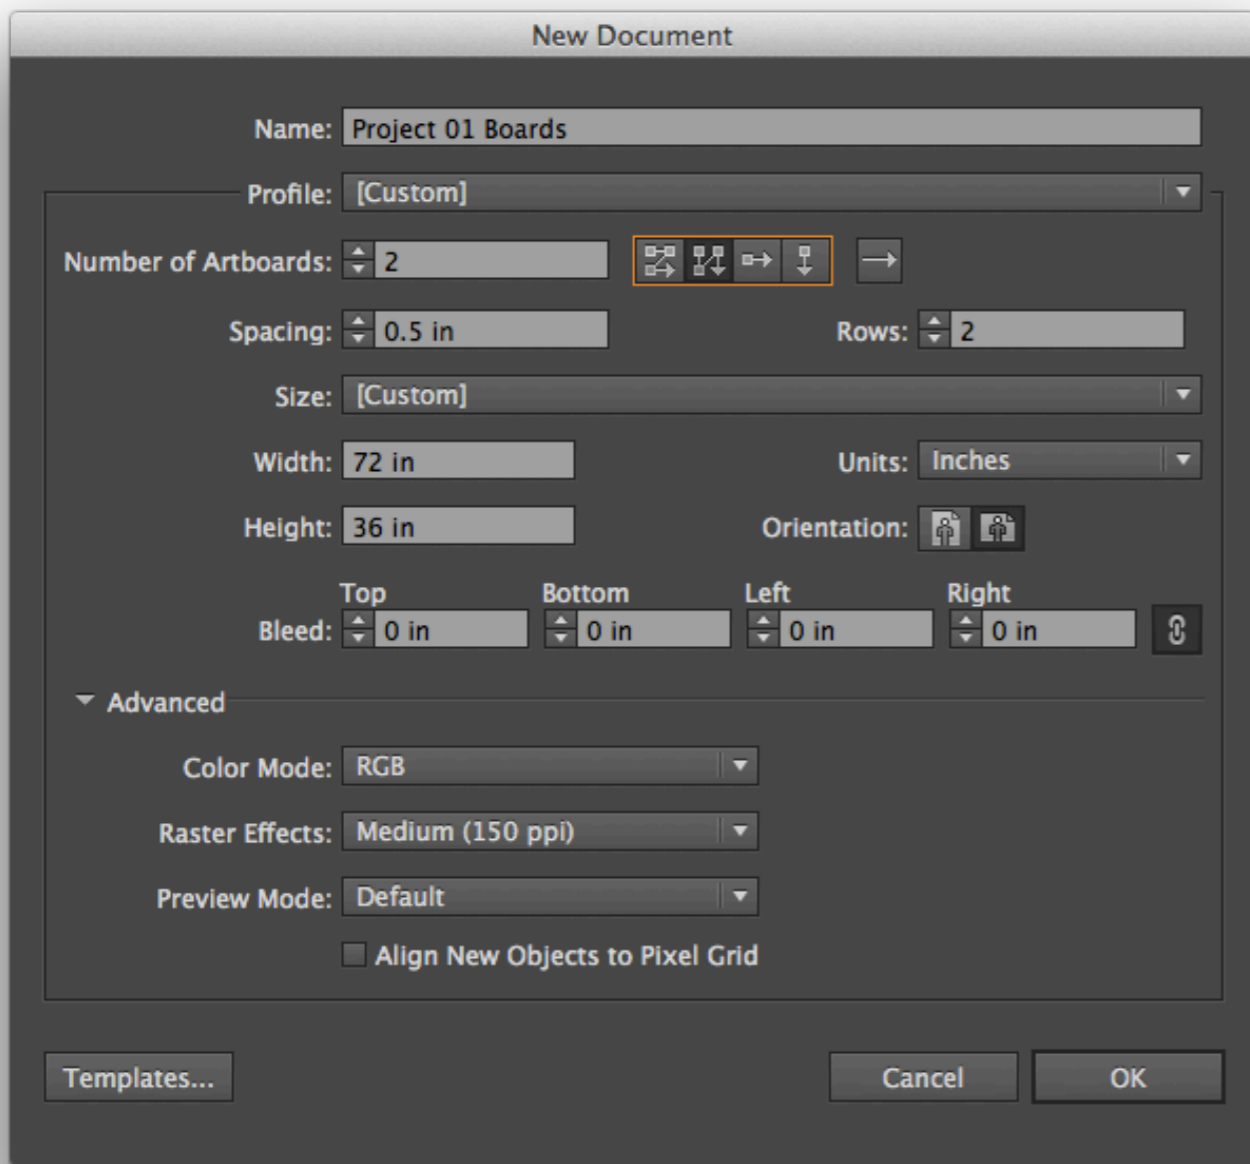 New Document
Name: Project 01 Boards
Profile: [Custom]
Number of Artboards: 2
Spacing: 0.5 in Rows: 2
Size: [Custom]
Width: 72 in Units: Inches
Height: 36 in Orientation:
Top Bottom Left Right
Bleed: 0 in 0 in 0 in 0 in
Advanced
Color Mode: RGB
Raster Effects: Medium (150 ppi)
Preview Mode: Default
Align New Objects to Pixel Grid
Templates... Cancel OK